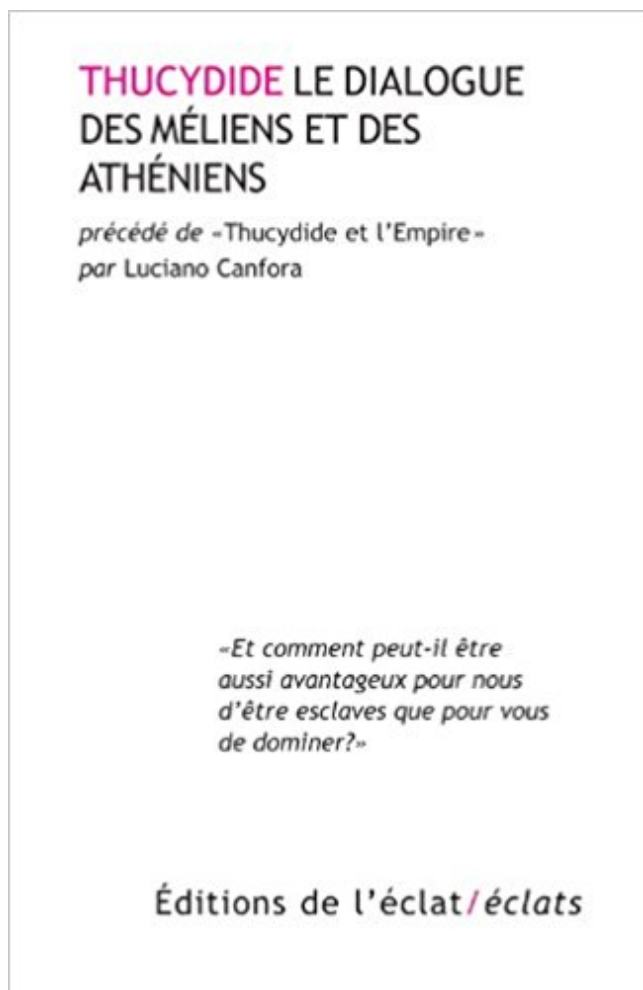 THUCYDIDE LE DIALOGUE
DES MÉLIENS ET DES
ATHÉNIENS
précédé de «Thucydide et l’Empire»
par Luciano Canfora
«Et comment peut-il être
aussi avantageux pour nous
d’être esclaves que pour vous
de dominer?»
Éditions de l’éclat/éclats